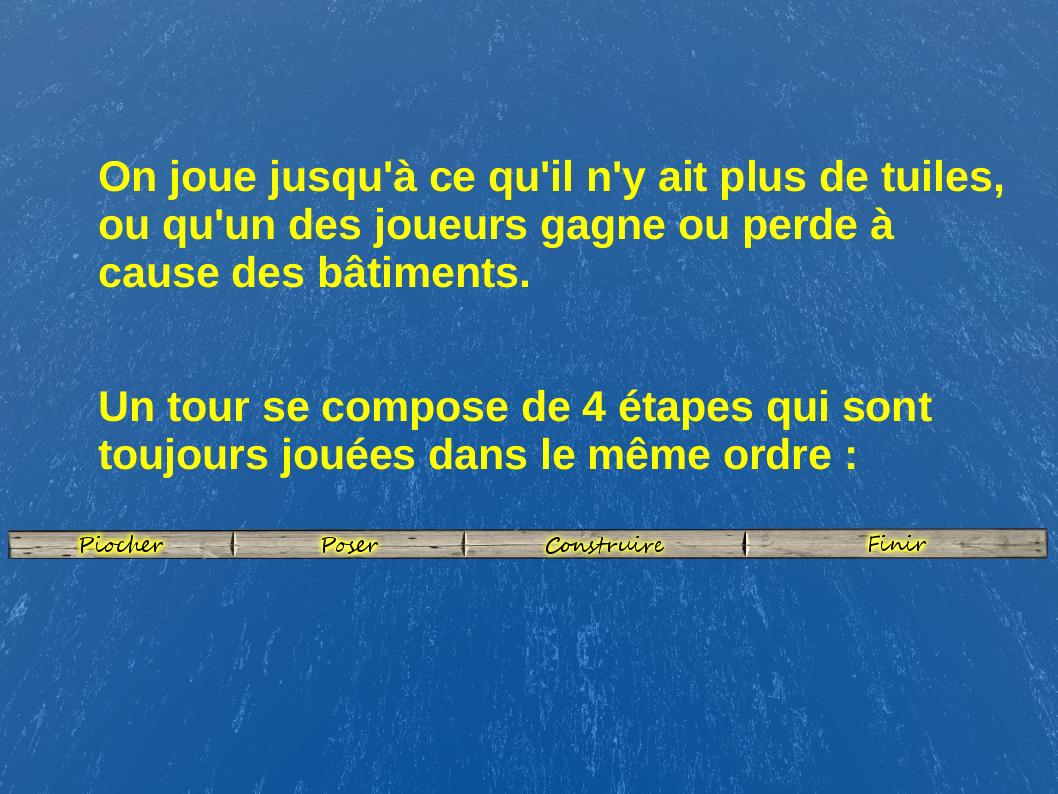 On joue jusqu'à ce qu'il n'y ait plus de tuiles,
ou qu'un des joueurs gagne ou perde à
cause des bâtiments.
Un tour se compose de 4 étapes qui sont
toujours jouées dans le même ordre :
Piocher Poser Construire Finir